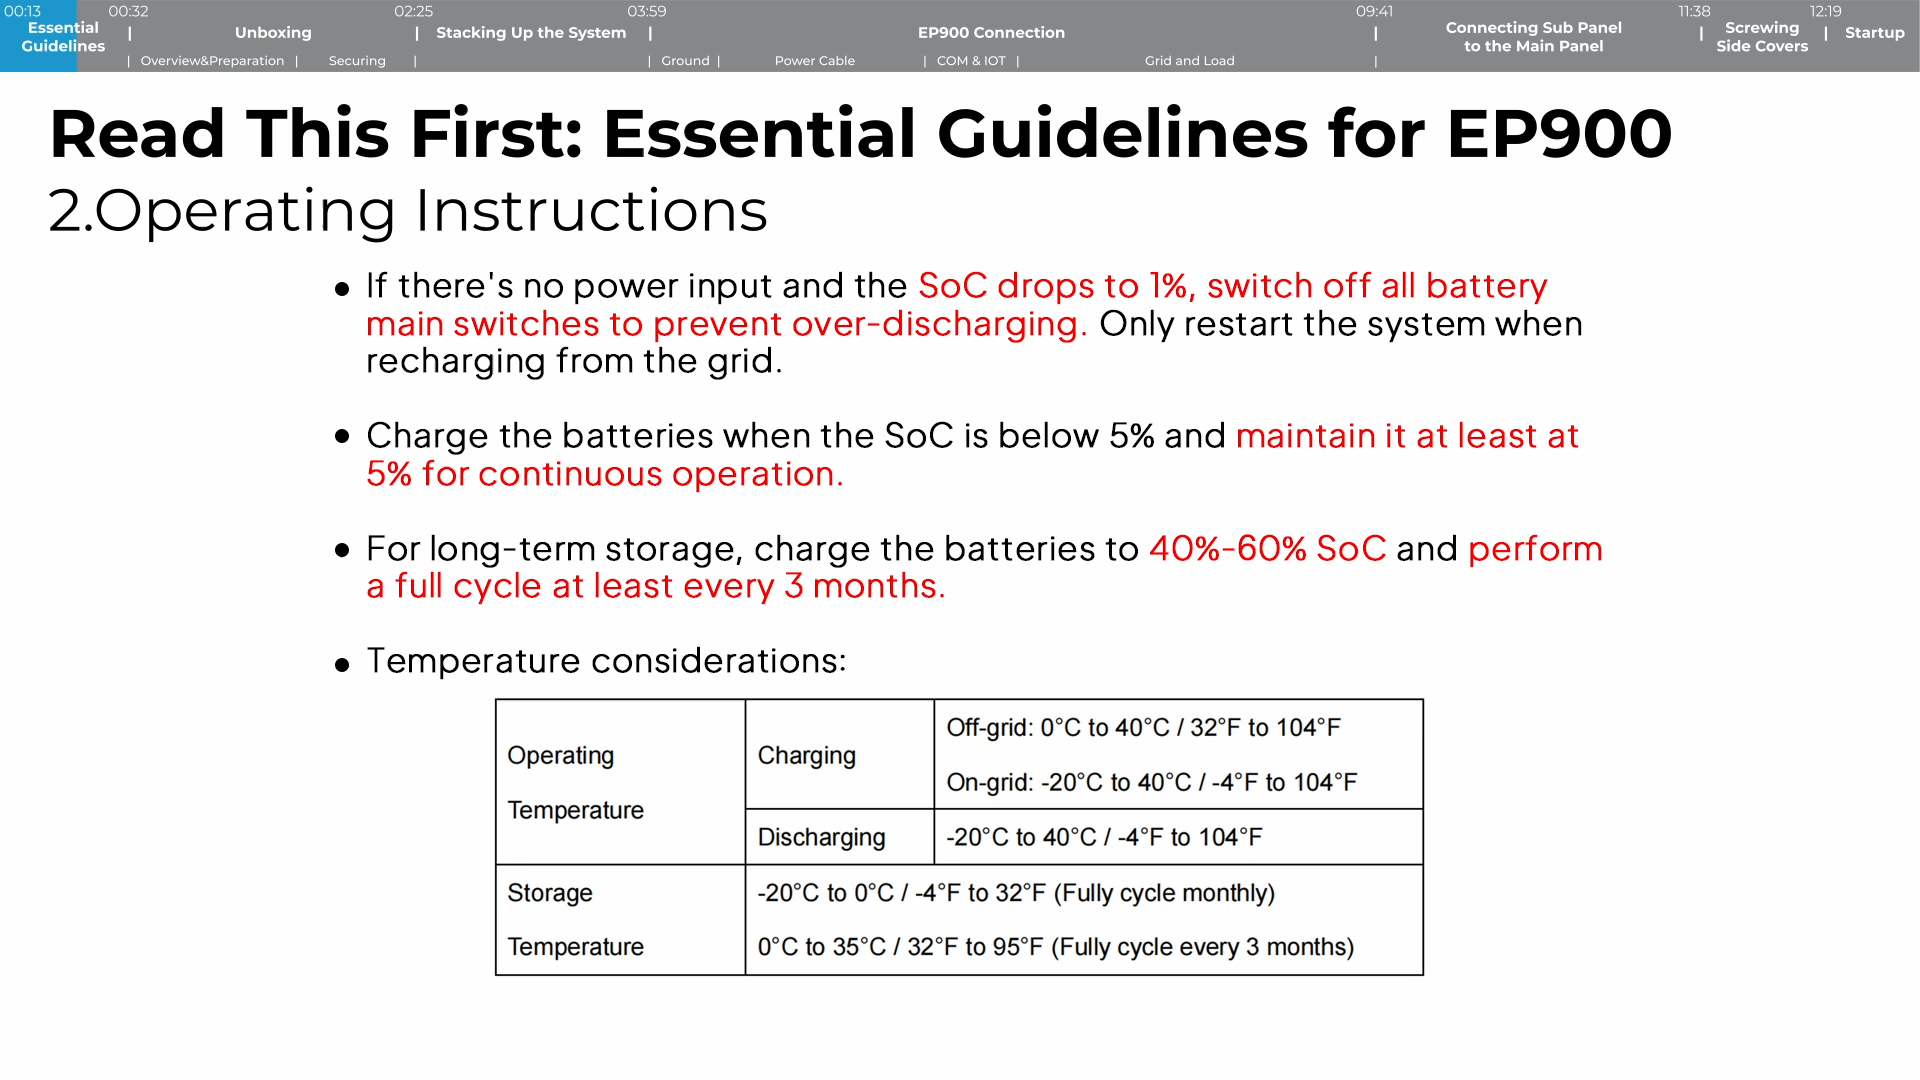 00:13 00:32 02:25 03:59 09:41 11:38 12:19
Essential Guidelines | Unboxing | Stacking Up the System | EP900 Connection | Connecting Sub Panel to the Main Panel | Screwing Side Covers | Startup
| Overview&Preparation | Securing | | Ground | Power Cable | COM & IOT | Grid and Load |
Read This First: Essential Guidelines for EP900
2.Operating Instructions
● If there's no power input and the SoC drops to 1%, switch off all battery
main switches to prevent over-discharging. Only restart the system when
recharging from the grid.
● Charge the batteries when the SoC is below 5% and maintain it at least at
5% for continuous operation.
● For long-term storage, charge the batteries to 40%-60% SoC and perform
a full cycle at least every 3 months.
● Temperature considerations:
Operating
Temperature
Charging
Off-grid: 0°C to 40°C / 32°F to 104°F
On-grid: -20°C to 40°C / -4°F to 104°F
Discharging
-20°C to 40°C / -4°F to 104°F
Storage
Temperature
-20°C to 0°C / -4°F to 32°F (Fully cycle monthly)
0°C to 35°C / 32°F to 95°F (Fully cycle every 3 months)